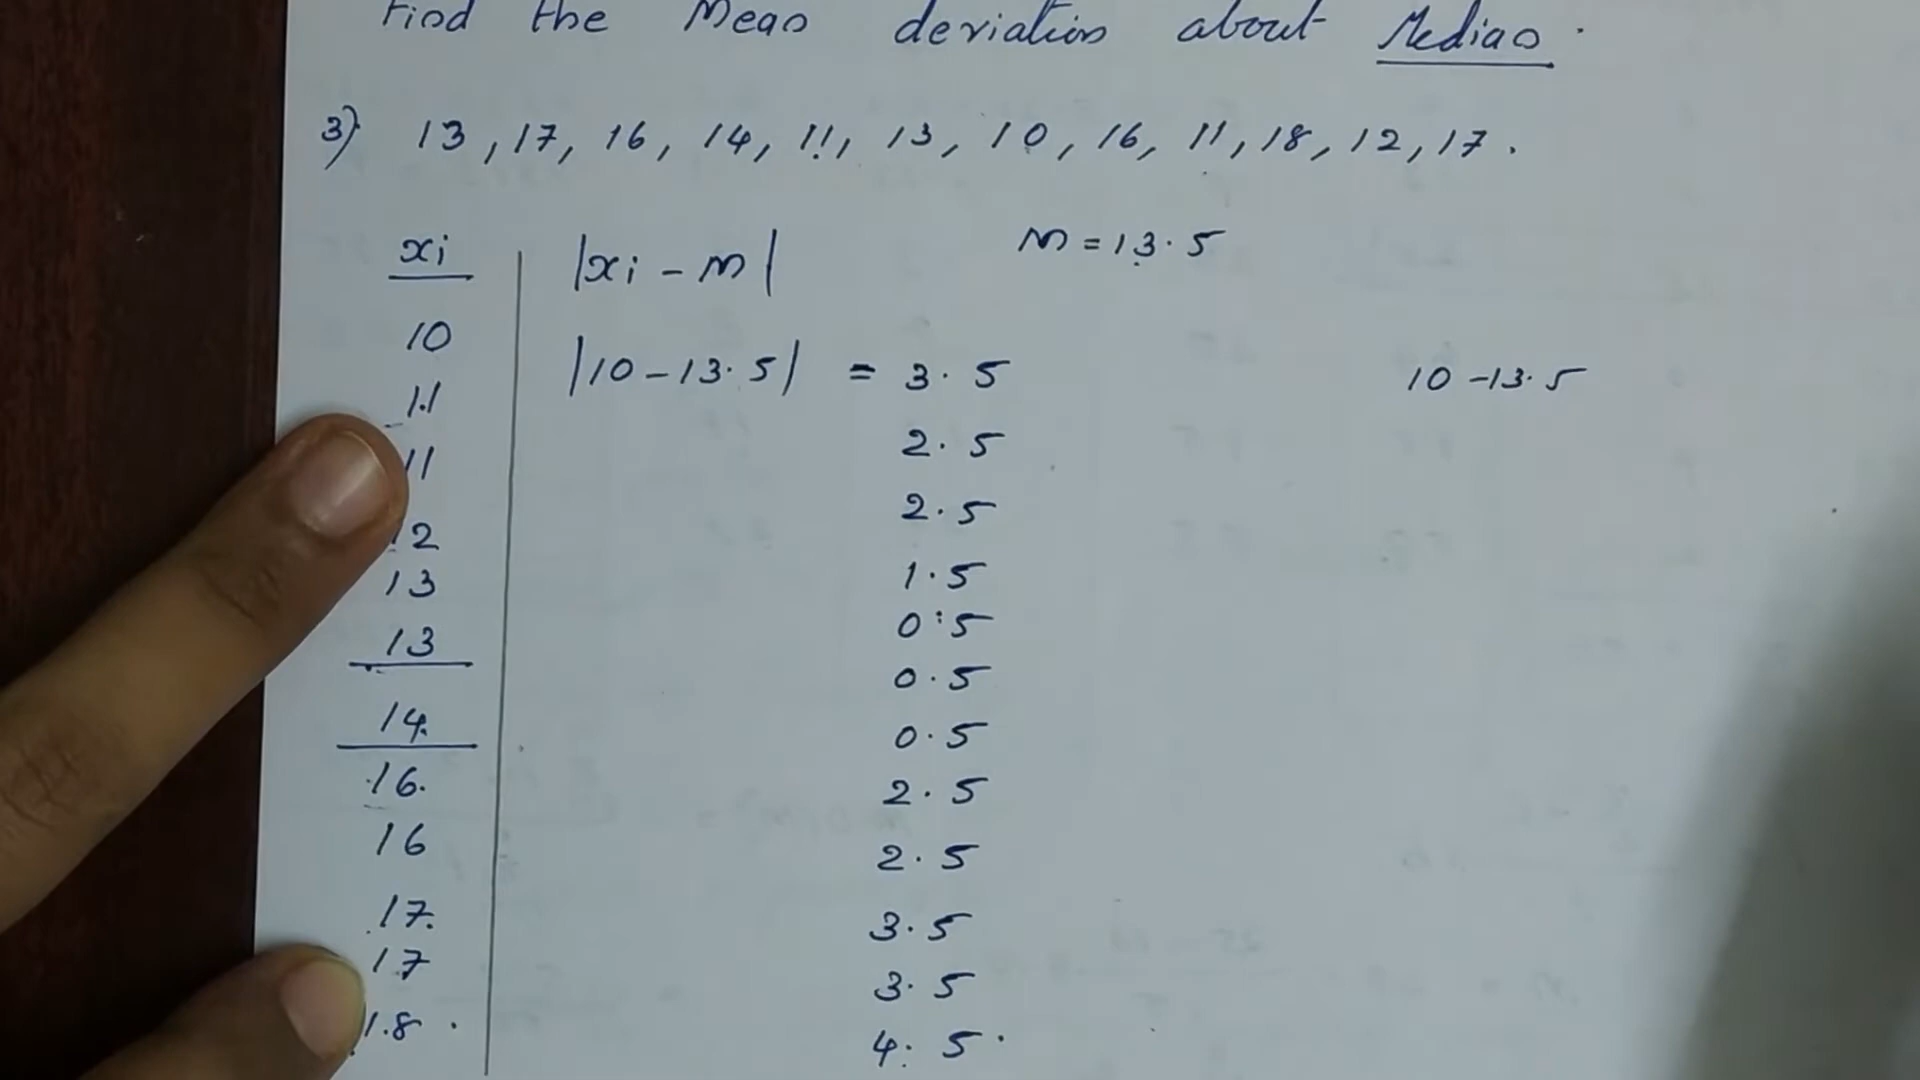 Find the Mean deviation about Median.
3) 13, 17, 16, 14, 11, 13, 10, 16, 11, 18, 12, 17.
xi |xi - m| m = 13.5
10 |10 - 13.5| = 3.5 10 - 13.5
11 2.5
11 2.5
12 1.5
13 0.5
13 0.5
14 0.5
16 2.5
16 2.5
17 3.5
17 3.5
18 4.5